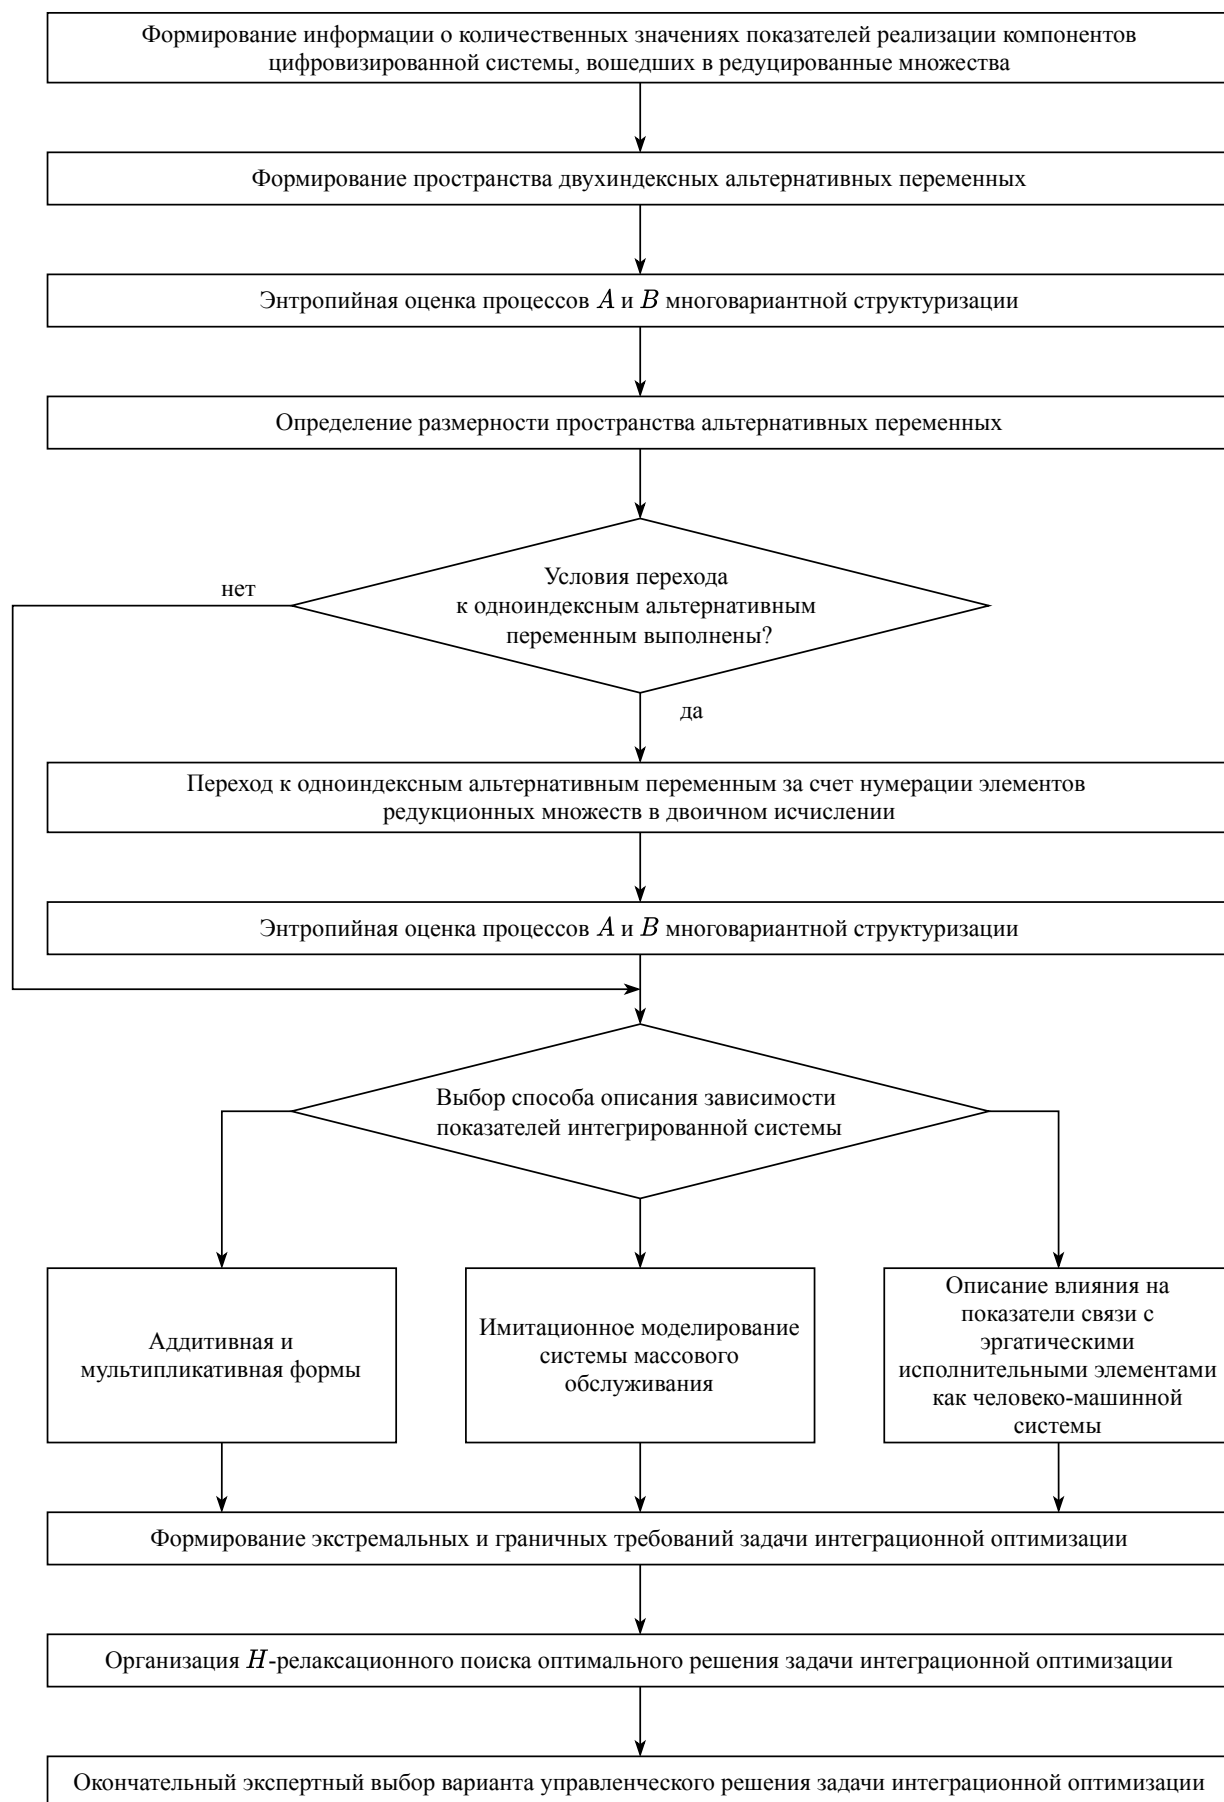 Формирование информации о количественных значениях показателей реализации компонентов
цифровизированной системы, вошедших в редуцированные множества
Формирование пространства двухиндексных альтернативных переменных
Энтропийная оценка процессов A и B многовариантной структуризации
Определение размерности пространства альтернативных переменных
нет
Условия перехода
к одноиндексным альтернативным
переменным выполнены?
да
Переход к одноиндексным альтернативным переменным за счет нумерации элементов
редукционных множеств в двоичном исчислении
Энтропийная оценка процессов A и B многовариантной структуризации
Выбор способа описания зависимости
показателей интегрированной системы
Аддитивная и
мультипликативная формы
Имитационное моделирование
системы массового
обслуживания
Описание влияния на
показатели связи с
эргатическими
исполнительными элементами
как человеко-машинной
системы
Формирование экстремальных и граничных требований задачи интеграционной оптимизации
Организация H-релаксационного поиска оптимального решения задачи интеграционной оптимизации
Окончательный экспертный выбор варианта управленческого решения задачи интеграционной оптимизации